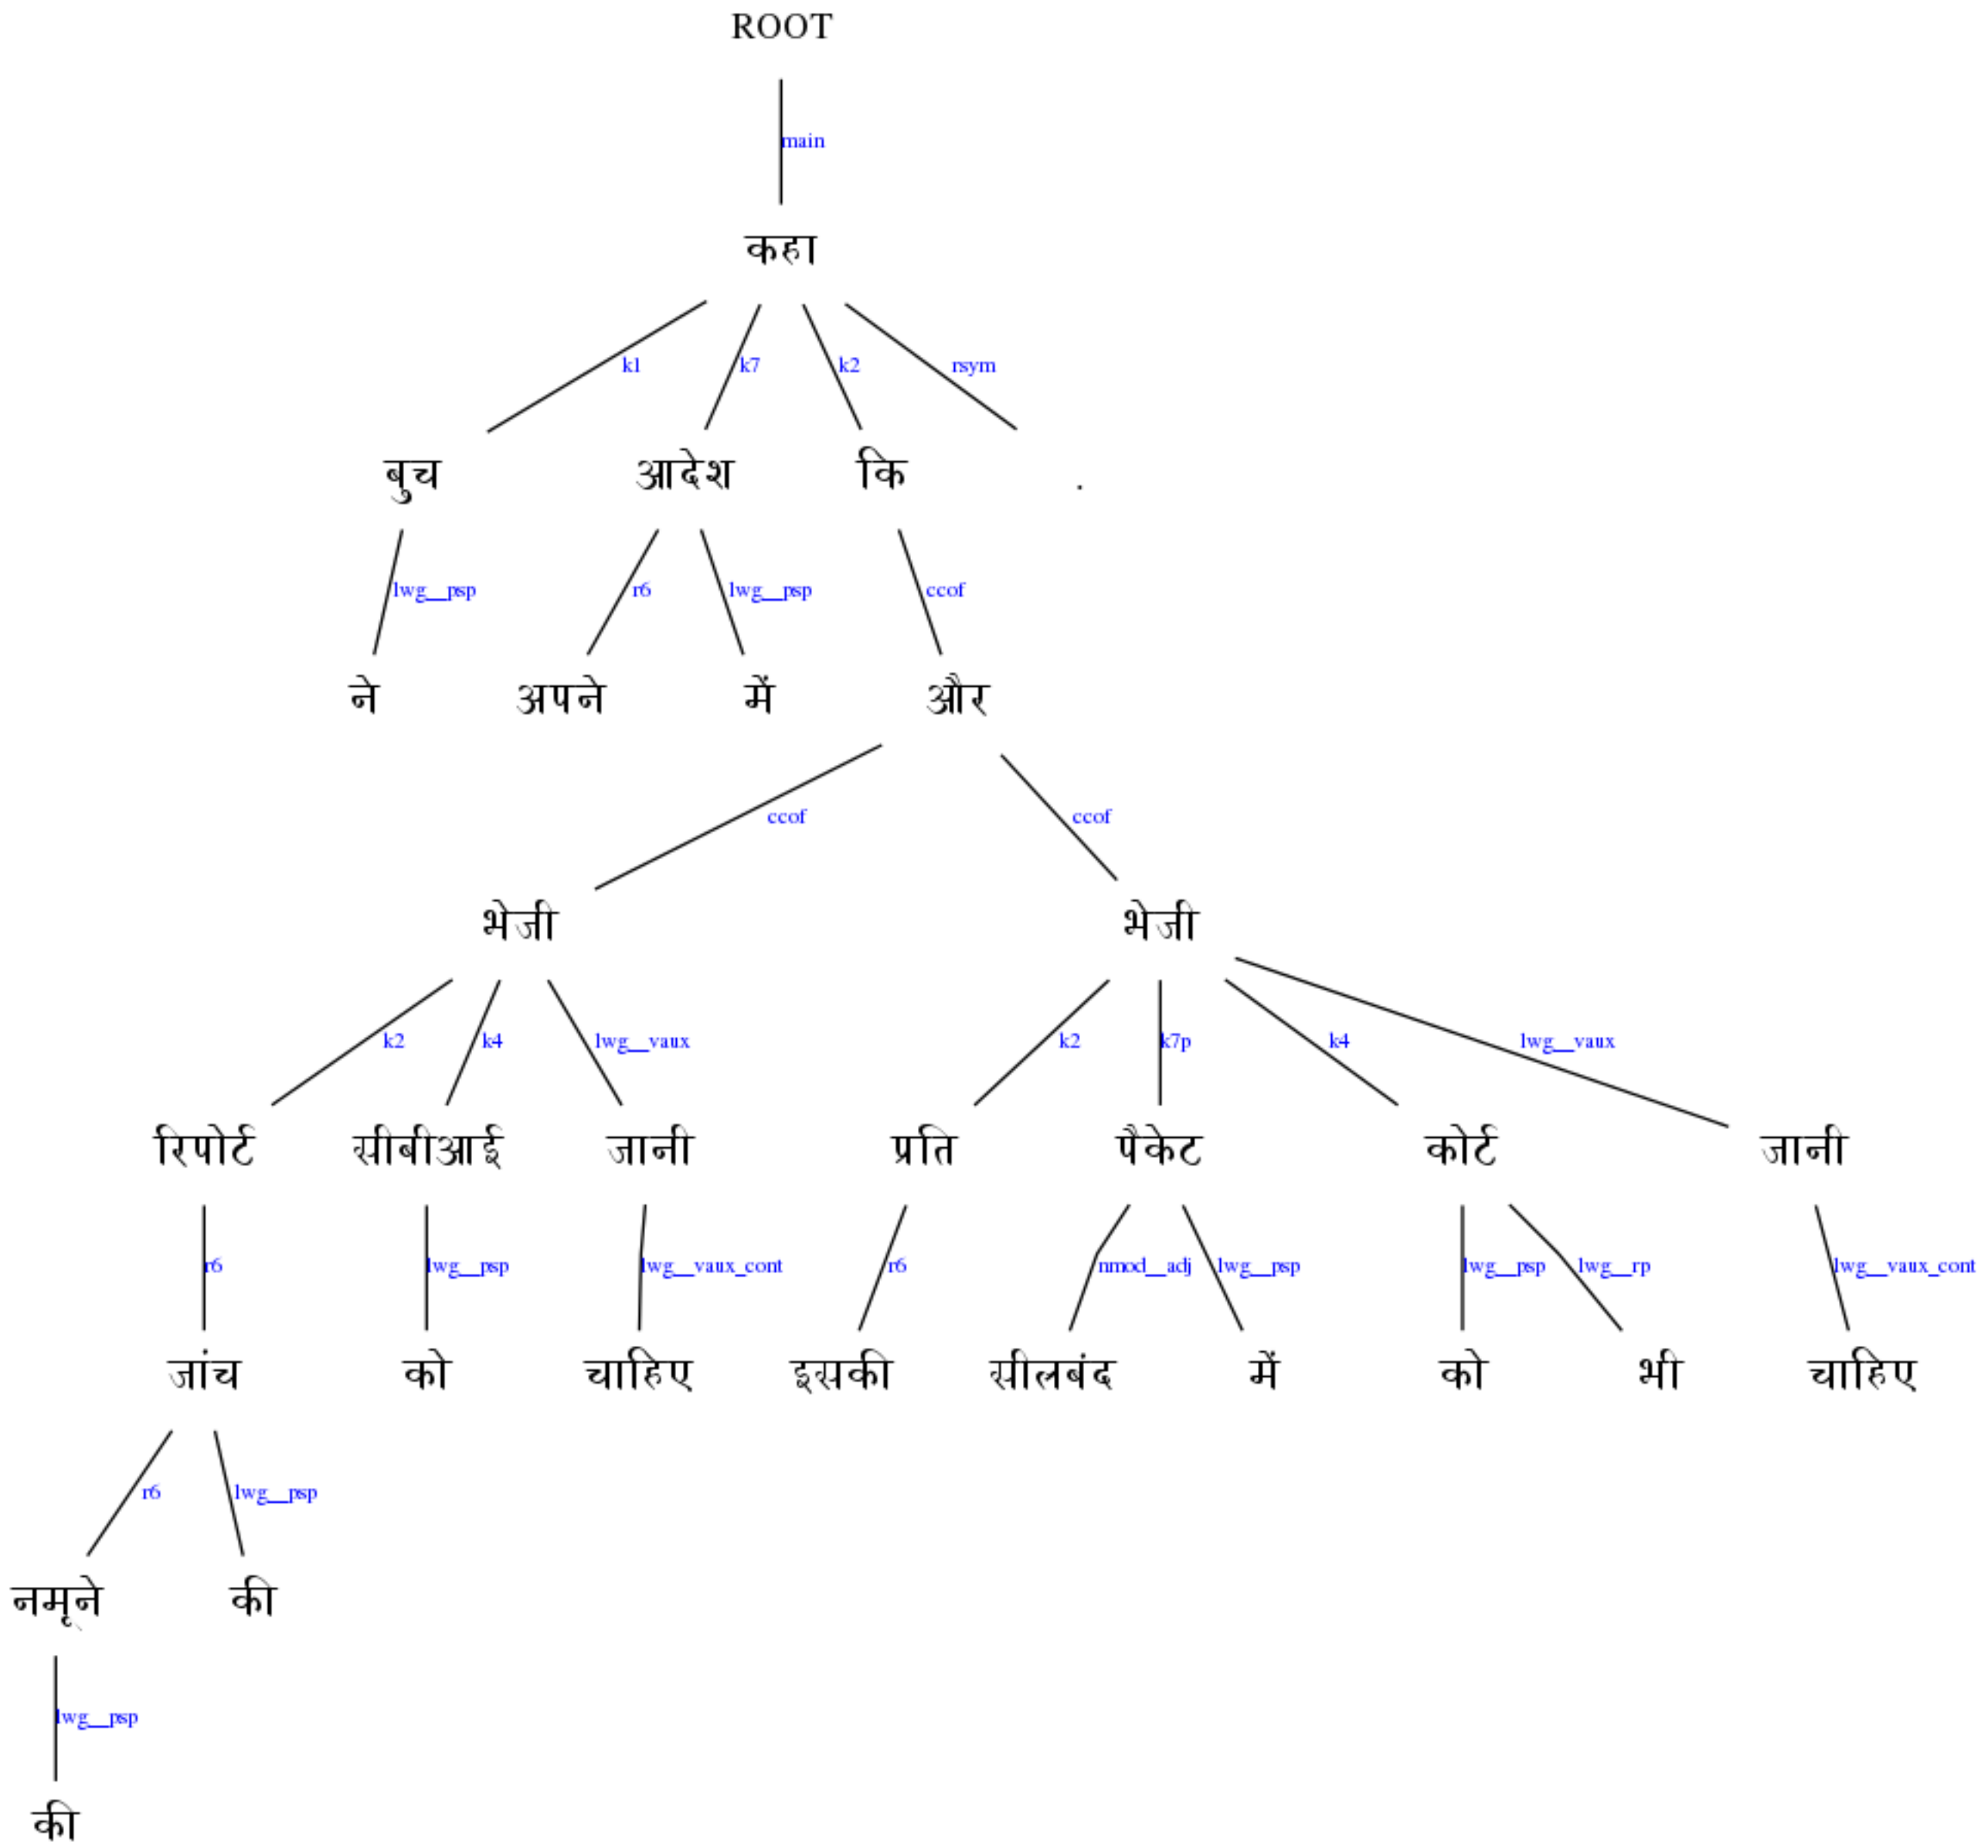 ROOT
main
कहा
k1 k7 k2 rsym
बुच आदेश कि .
lwg__psp r6 lwg__psp ccof
ने अपने में और
ccof ccof
भेजी भेजी
k2 k4 lwg__vaux k2 k7p k4 lwg__vaux
रिपोर्ट सीबीआई जानी प्रति पैकेट कोर्ट जानी
r6 lwg__psp lwg__vaux_cont r6 nmod__adj lwg__psp lwg__psp lwg__rp lwg__vaux_cont
जांच को चाहिए इसकी सीलबंद में को भी चाहिए
r6 lwg__psp
नमूने की
lwg__psp
की